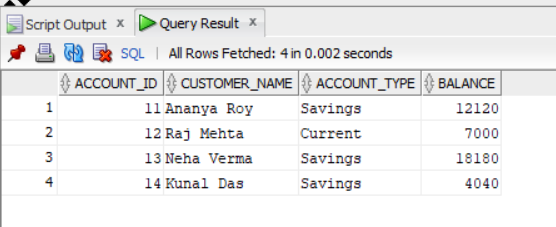 Script Output x Query Result x
SQL | All Rows Fetched: 4 in 0.002 seconds
ACCOUNT_ID CUSTOMER_NAME ACCOUNT_TYPE BALANCE
1 11 Ananya Roy Savings 12120
2 12 Raj Mehta Current 7000
3 13 Neha Verma Savings 18180
4 14 Kunal Das Savings 4040